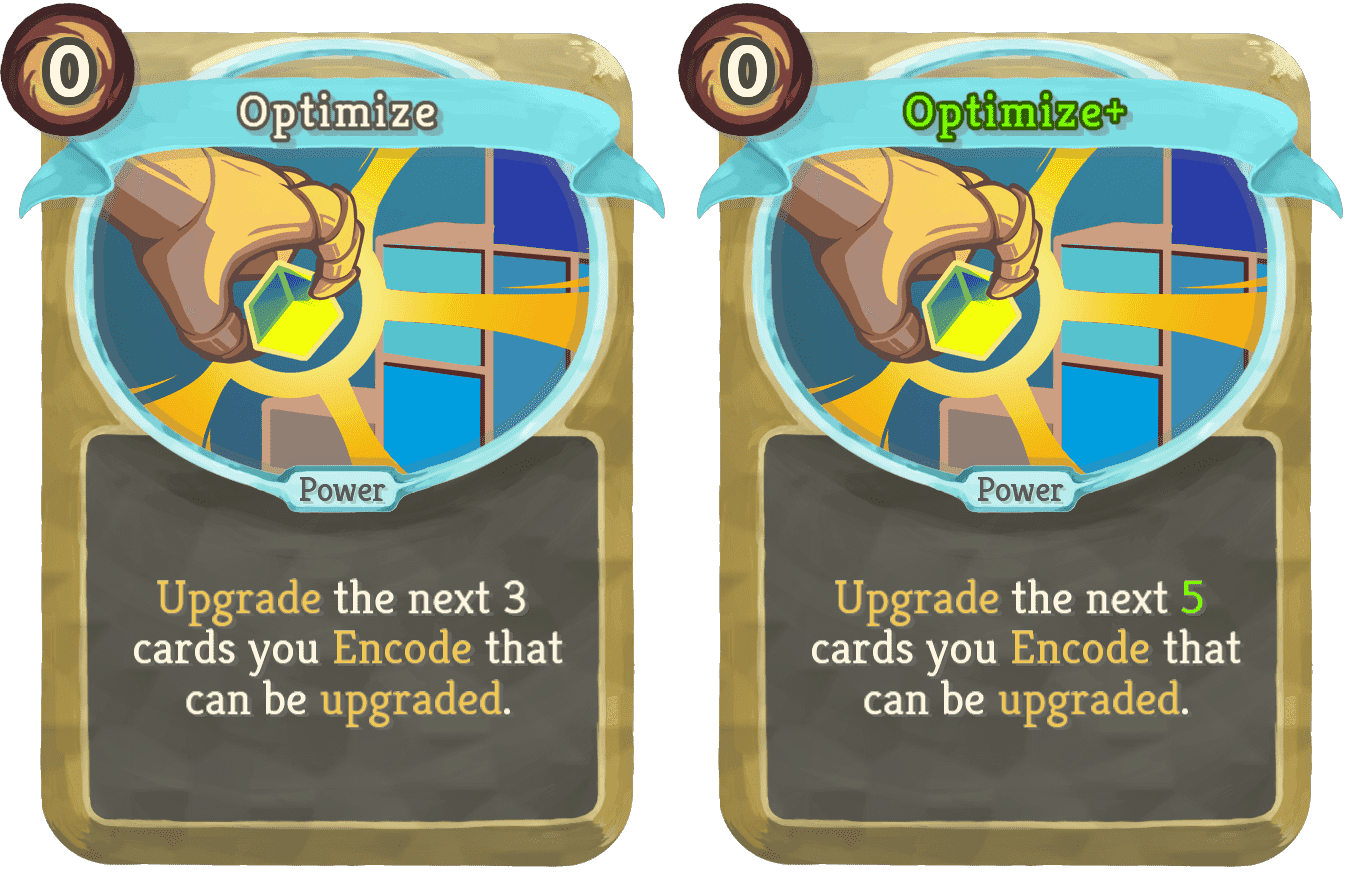 0
Optimize
Power
Upgrade the next 3
cards you Encode that
can be upgraded.
0
Optimize+
Power
Upgrade the next 5
cards you Encode that
can be upgraded.